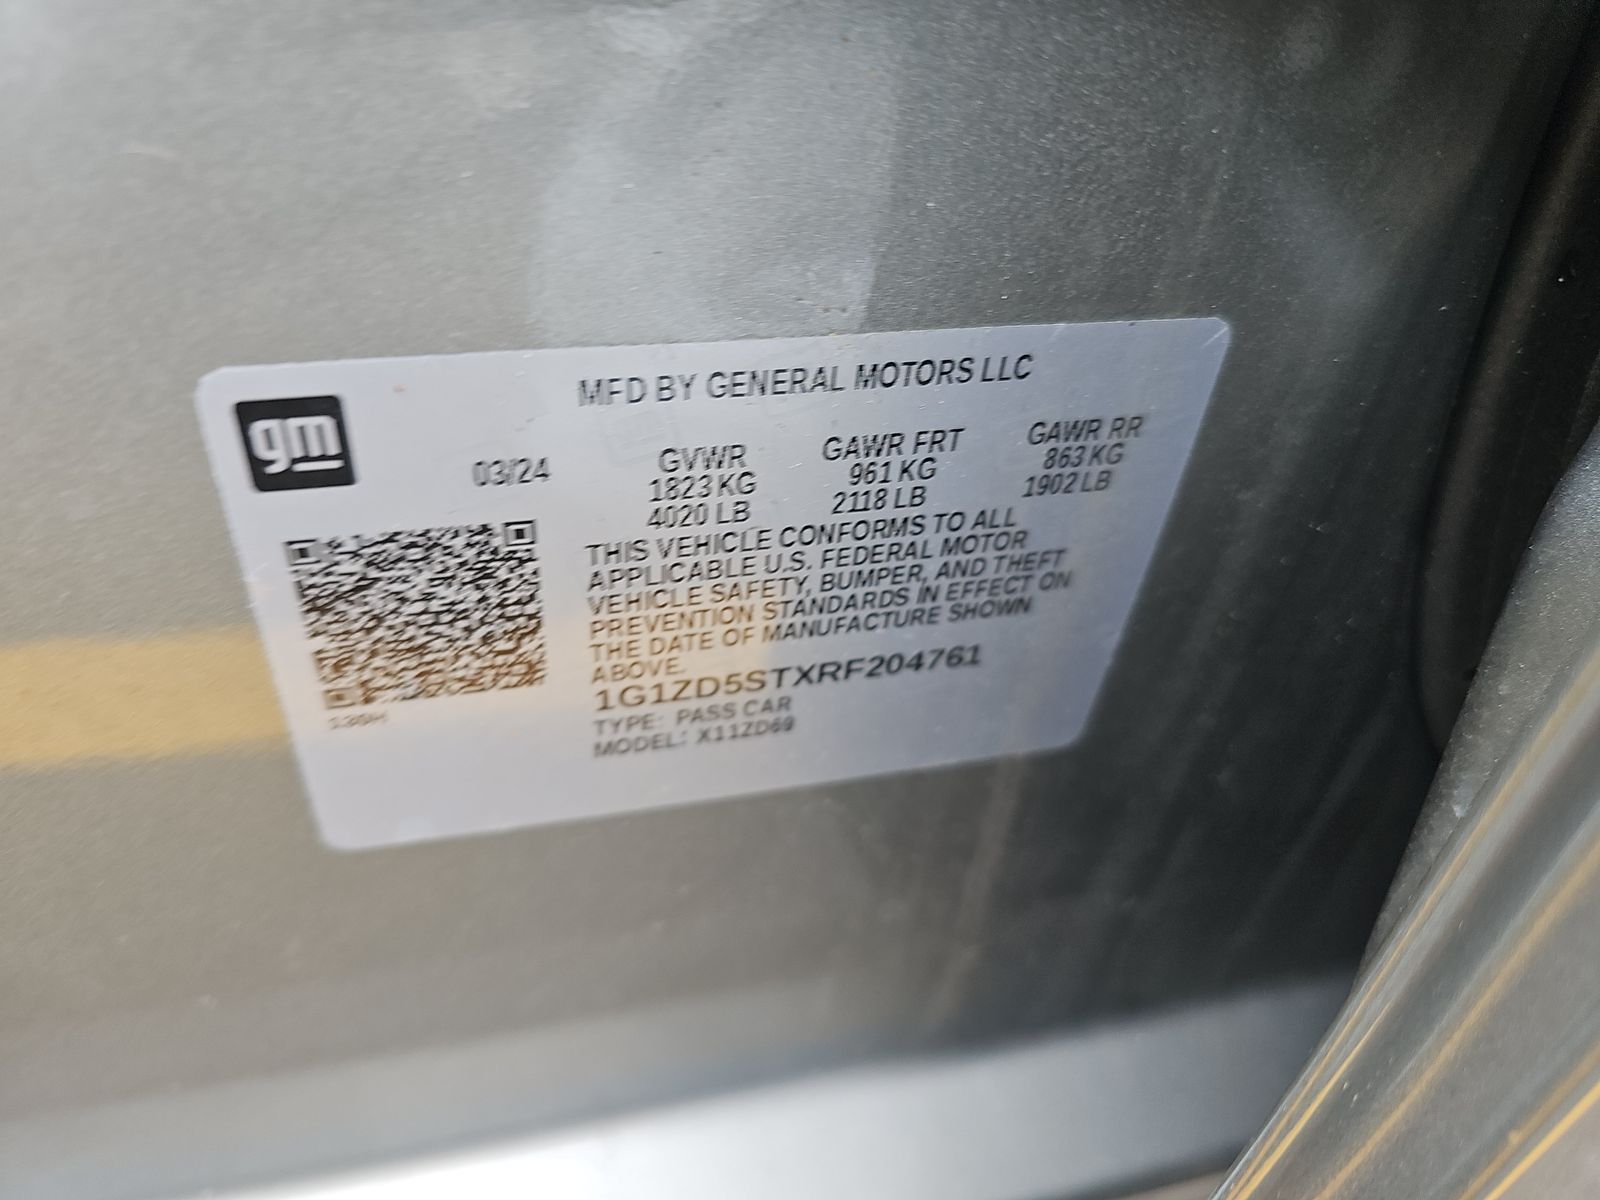 gm
MFD BY GENERAL MOTORS LLC
03/24
GVWR
1823 KG
4020 LB
GAWR FRT
961 KG
2118 LB
GAWR RR
863 KG
1902 LB
THIS VEHICLE CONFORMS TO ALL
APPLICABLE U.S. FEDERAL MOTOR
VEHICLE SAFETY, BUMPER, AND THEFT
PREVENTION STANDARDS IN EFFECT ON
THE DATE OF MANUFACTURE SHOWN
ABOVE.
1G1ZD5STXRF204761
TYPE: PASS CAR
MODEL: X11ZD69